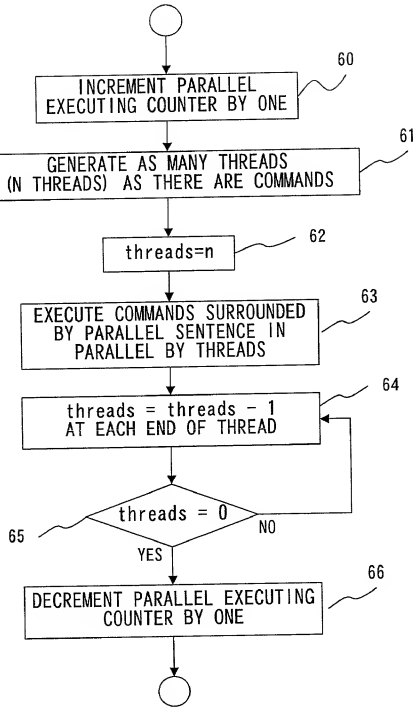 60
INCREMENT PARALLEL
EXECUTING COUNTER BY ONE
61
GENERATE AS MANY THREADS
(N THREADS) AS THERE ARE COMMANDS
62
threads=n
63
EXECUTE COMMANDS SURROUNDED
BY PARALLEL SENTENCE IN
PARALLEL BY THREADS
64
threads = threads - 1
AT EACH END OF THREAD
65
threads = 0
NO
YES
66
DECREMENT PARALLEL EXECUTING
COUNTER BY ONE